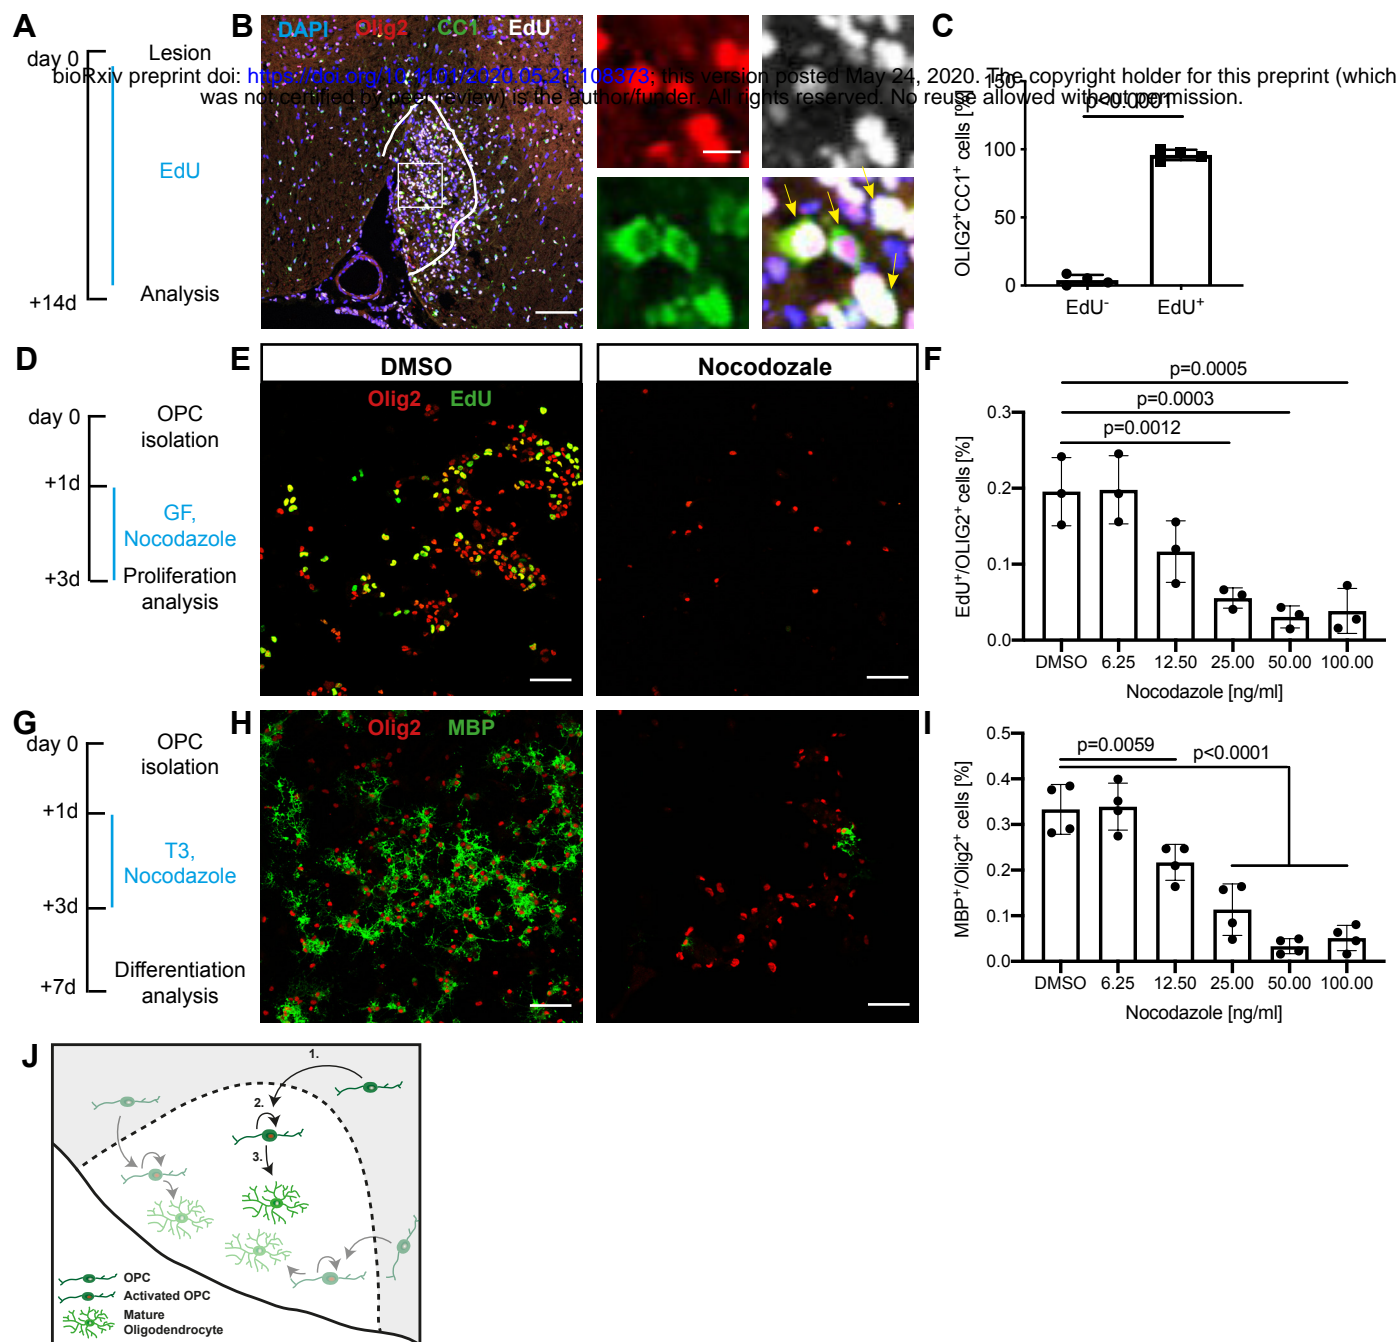 A
day 0
Lesion
EdU
Analysis
+14d
B
DAPI Olig2 CC1 EdU
C
bioRxiv preprint doi: https://doi.org/10.1101/2020.05.21.108373; this version posted May 24, 2020. The copyright holder for this preprint (which
was not certified by peer review) is the author/funder. All rights reserved. No reuse allowed without permission.
150
p<0.0001
100
50
0
OLIG2+CC1+ cells [%]
EdU-
EdU+
D
day 0
OPC
isolation
+1d
GF,
Nocodazole
+3d
Proliferation
analysis
E
DMSO
Nocodozale
Olig2 EdU
F
p=0.0005
p=0.0003
p=0.0012
0.3
0.2
0.1
0.0
EdU+/OLIG2+ cells [%]
DMSO 6.25 12.50 25.00 50.00 100.00
Nocodazole [ng/ml]
G
day 0
OPC
isolation
+1d
T3,
Nocodazole
+3d
Differentiation
analysis
+7d
H
Olig2 MBP
I
p=0.0059
p<0.0001
0.5
0.4
0.3
0.2
0.1
0.0
MBP+/Olig2+ cells [%]
DMSO 6.25 12.50 25.00 50.00 100.00
Nocodazole [ng/ml]
J
1.
2.
3.
OPC
Activated OPC
Mature
Oligodendrocyte